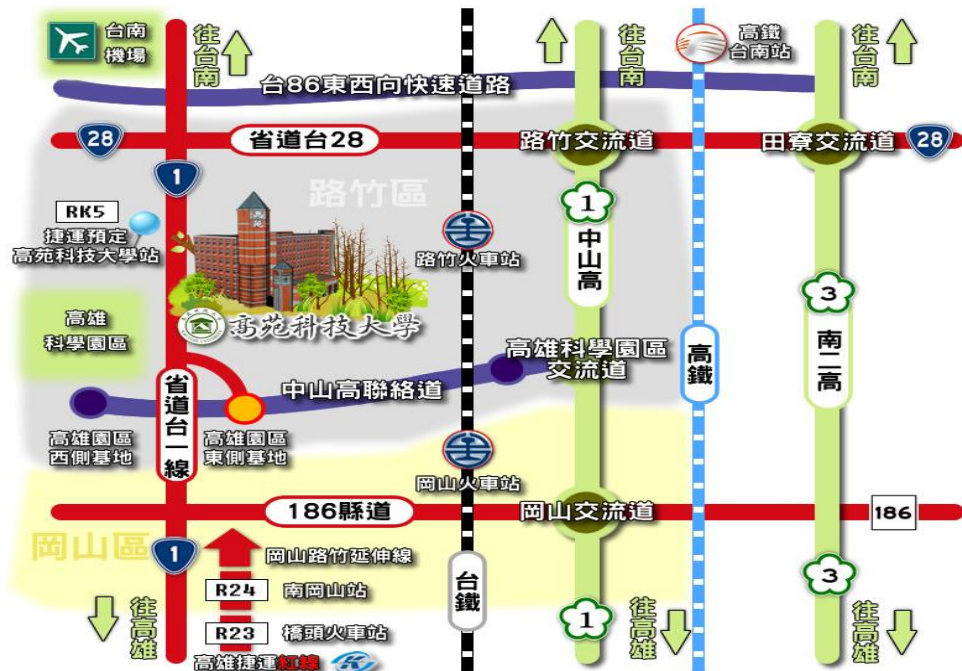 台南
機場
往台南
往台南
高鐵
台南站
往台南
台86東西向快速道路
28
省道台28
路竹交流道
田寮交流道
28
1
路竹區
1
RK5
捷運預定
高苑科技大學站
高苑
路竹火車站
中山高
3
高雄
科學園區
高苑科技大學
高雄科學園區
交流道
高鐵
南二高
省道台一線
中山高聯絡道
高雄園區
西側基地
高雄園區
東側基地
岡山火車站
186縣道
岡山交流道
186
岡山區
1
岡山路竹延伸線
台鐵
3
R24
南岡山站
1
往高雄
往高雄
往高雄
R23
橋頭火車站
高雄捷運紅線